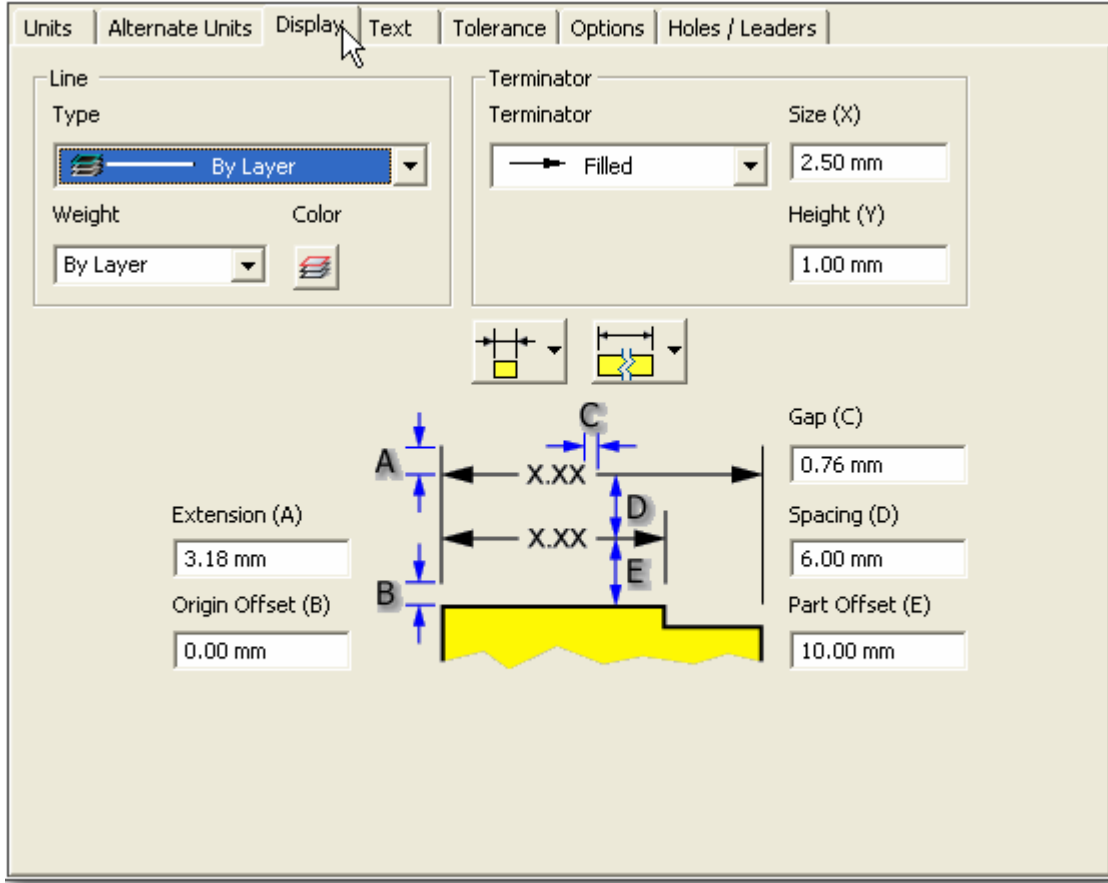 Units Alternate Units Display Text Tolerance Options Holes / Leaders
Line
Type
By Layer
Weight Color
By Layer
Terminator
Terminator Size (X)
Filled 2.50 mm
Height (Y)
1.00 mm
C
Gap (C)
A X.XX 0.76 mm
D
Extension (A) Spacing (D)
3.18 mm X.XX 6.00 mm
E
B
Origin Offset (B) Part Offset (E)
0.00 mm 10.00 mm